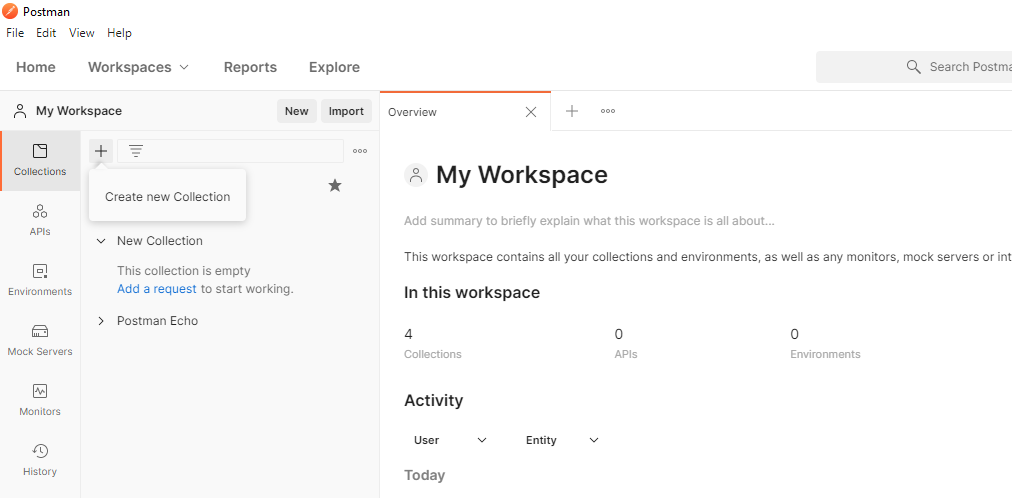 Postman
File Edit View Help
Home Workspaces Reports Explore
Search Postma
My Workspace New Import
Overview
Collections
Create new Collection
My Workspace
APIs
Add summary to briefly explain what this workspace is all about...
New Collection
This workspace contains all your collections and environments, as well as any monitors, mock servers or int
This collection is empty
Add a request to start working.
Environments
In this workspace
Postman Echo
4 0 0
Collections APIs Environments
Mock Servers
Activity
Monitors
User Entity
History
Today